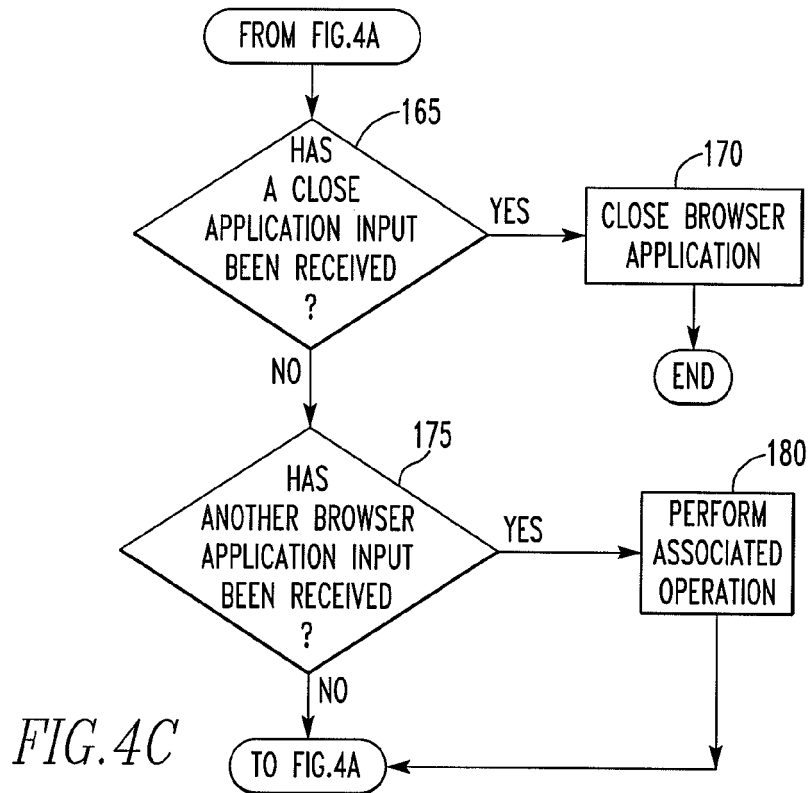 FROM FIG.4A
165
HAS
A CLOSE
APPLICATION INPUT
BEEN RECEIVED
?
YES
170
CLOSE BROWSER
APPLICATION
END
NO
175
HAS
ANOTHER BROWSER
APPLICATION INPUT
BEEN RECEIVED
?
YES
180
PERFORM
ASSOCIATED
OPERATION
NO
TO FIG.4A
FIG.4C